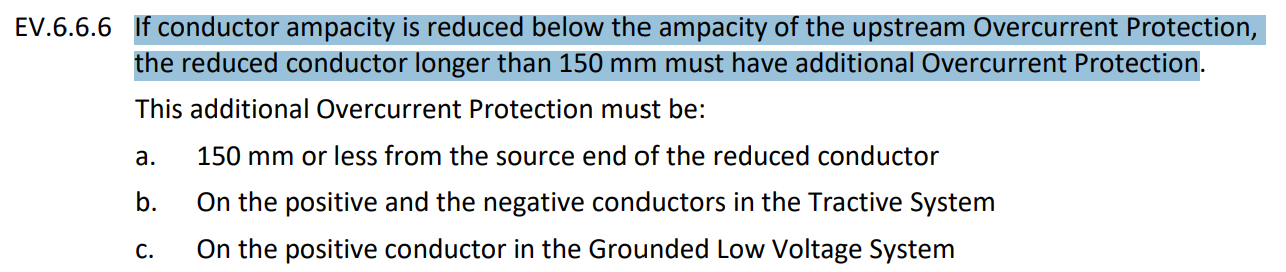 EV.6.6.6 If conductor ampacity is reduced below the ampacity of the upstream Overcurrent Protection,
the reduced conductor longer than 150 mm must have additional Overcurrent Protection.
This additional Overcurrent Protection must be:
a. 150 mm or less from the source end of the reduced conductor
b. On the positive and the negative conductors in the Tractive System
c. On the positive conductor in the Grounded Low Voltage System